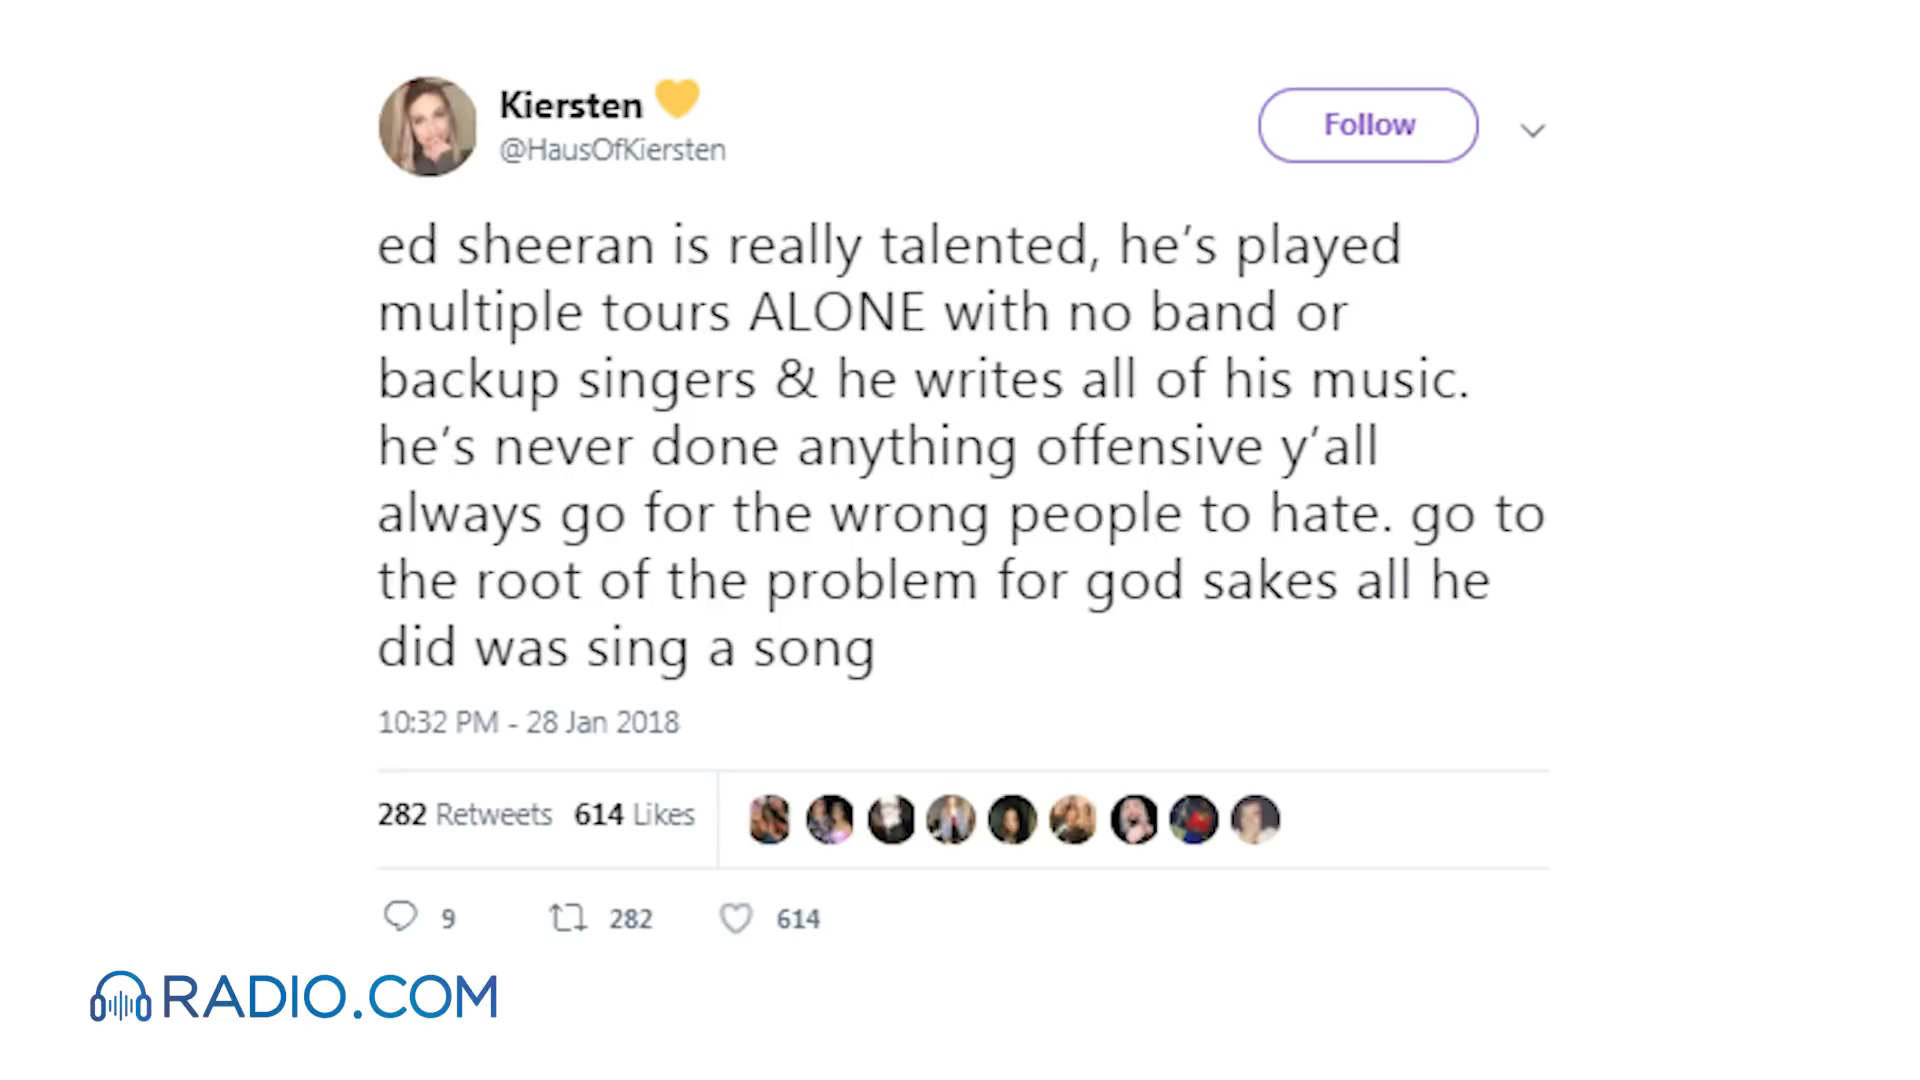 Kiersten 💛
@HausOfKiersten
Follow
ed sheeran is really talented, he’s played
multiple tours ALONE with no band or
backup singers & he writes all of his music.
he’s never done anything offensive y’all
always go for the wrong people to hate. go to
the root of the problem for god sakes all he
did was sing a song
10:32 PM - 28 Jan 2018
282 Retweets 614 Likes
9 282 614
RADIO.COM